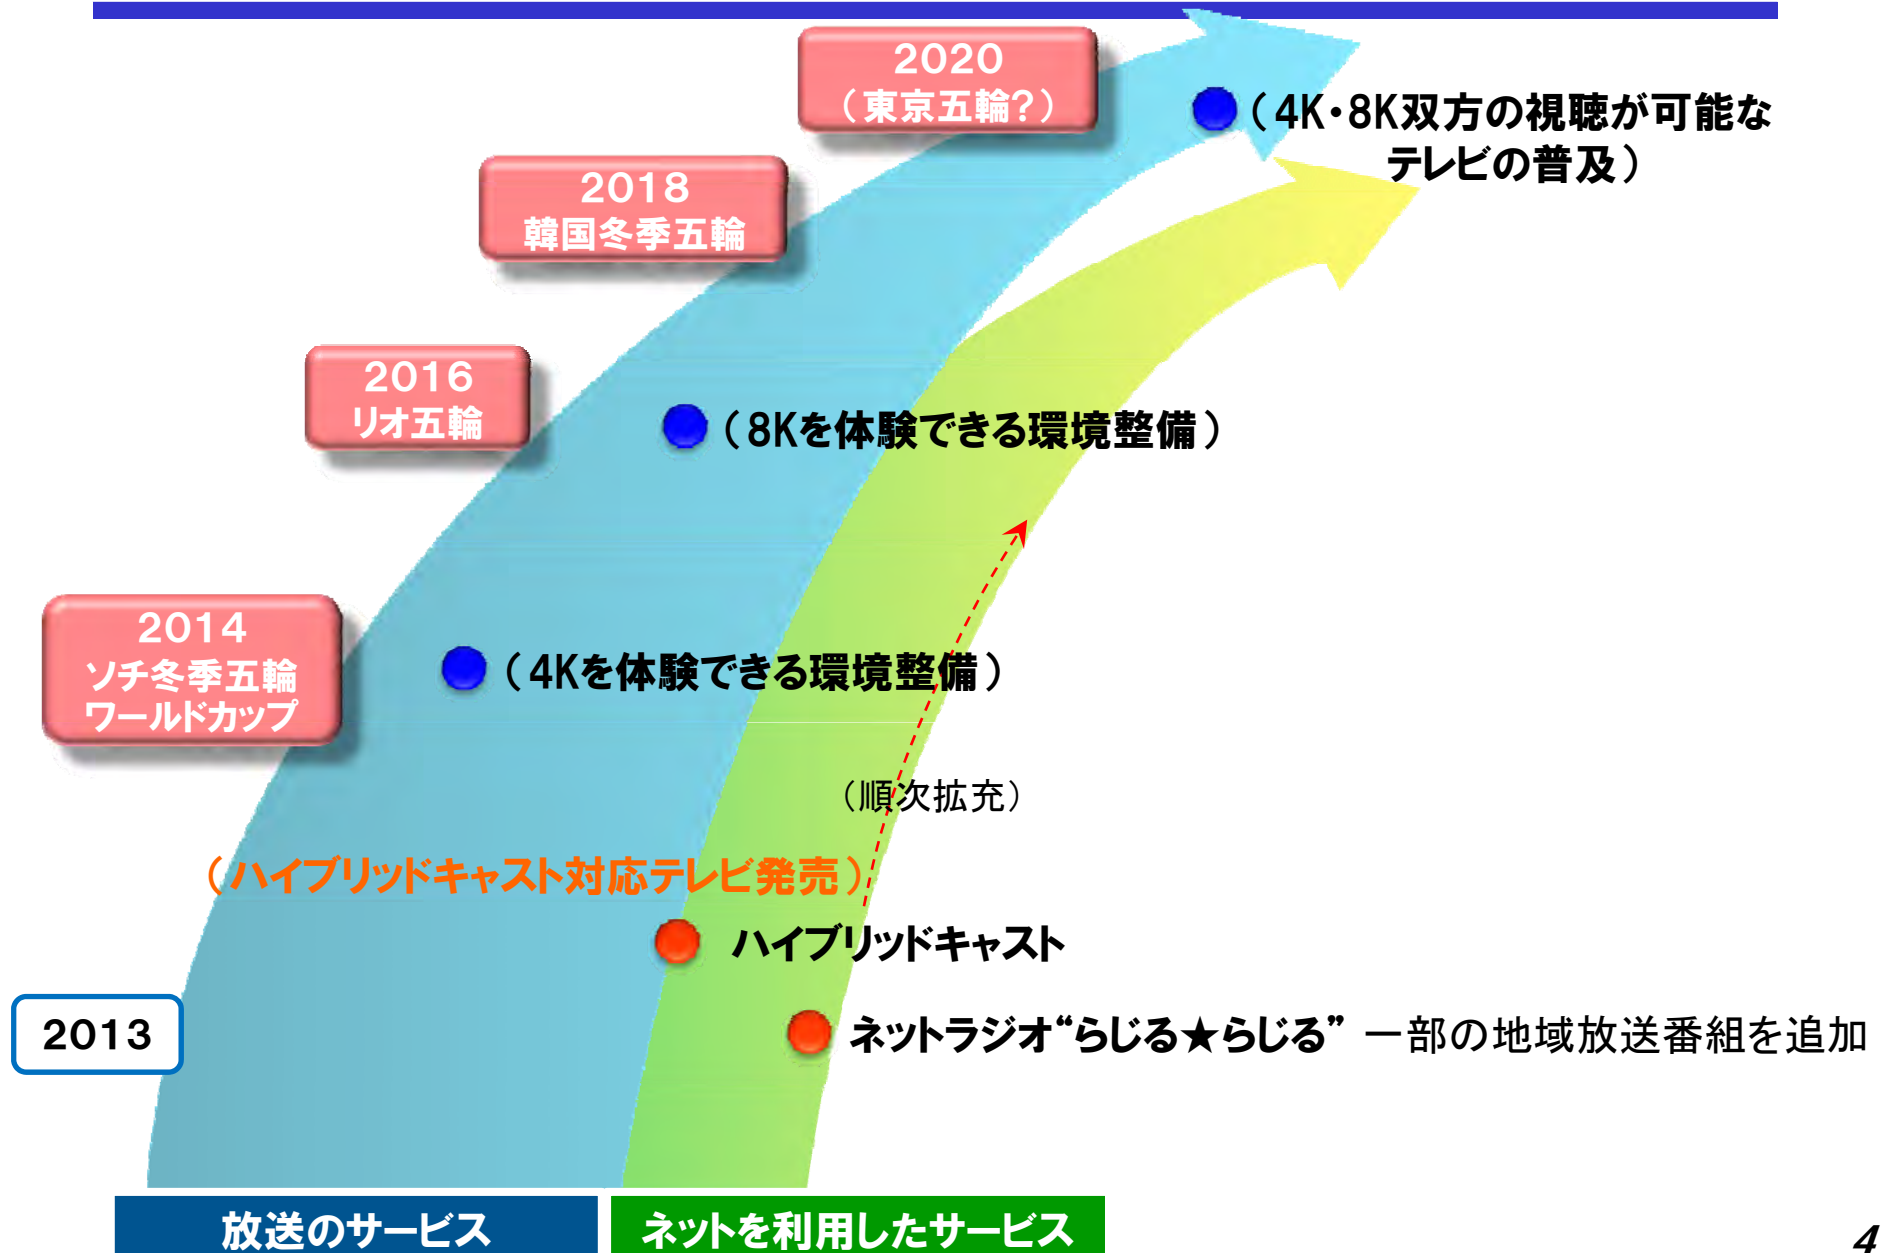 2020
（東京五輪？）
（4K・8K双方の視聴が可能な
テレビの普及）
2018
韓国冬季五輪
2016
リオ五輪
（8Kを体験できる環境整備）
2014
ソチ冬季五輪
ワールドカップ
（4Kを体験できる環境整備）
（順次拡充）
（ハイブリッドキャスト対応テレビ発売）
ハイブリッドキャスト
2013
ネットラジオ“らじる★らじる” 一部の地域放送番組を追加
放送のサービス
ネットを利用したサービス
4